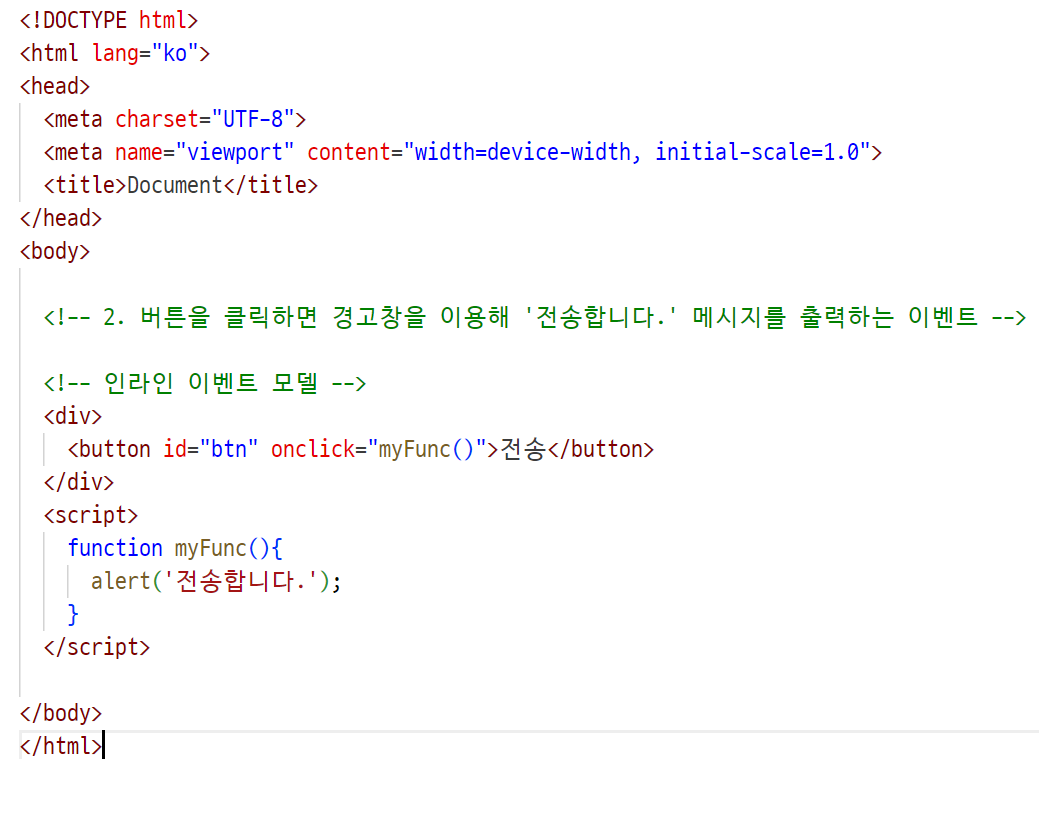 <!DOCTYPE html>
<html lang="ko">
<head>
  <meta charset="UTF-8">
  <meta name="viewport" content="width=device-width, initial-scale=1.0">
  <title>Document</title>
</head>
<body>
  <!-- 2. 버튼을 클릭하면 경고창을 이용해 '전송합니다.' 메시지를 출력하는 이벤트 -->
  <!-- 인라인 이벤트 모델 -->
  <div>
    <button id="btn" onclick="myFunc()">전송</button>
  </div>
  <script>
    function myFunc(){
      alert('전송합니다.');
    }
  </script>
</body>
</html>